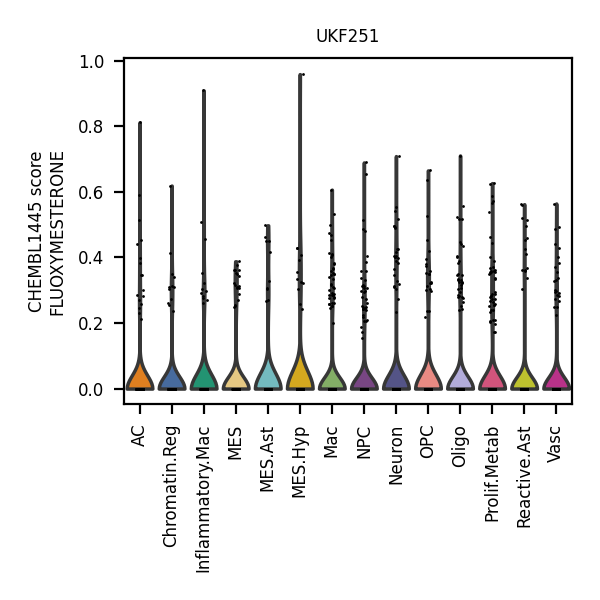 UKF251
CHEMBL1445 score
FLUOXYMESTERONE
1.0
0.8
0.6
0.4
0.2
0.0
AC
Chromatin.Reg
Inflammatory.Mac
MES
MES.Ast
MES.Hyp
Mac
NPC
Neuron
OPC
Oligo
Prolif.Metab
Reactive.Ast
Vasc